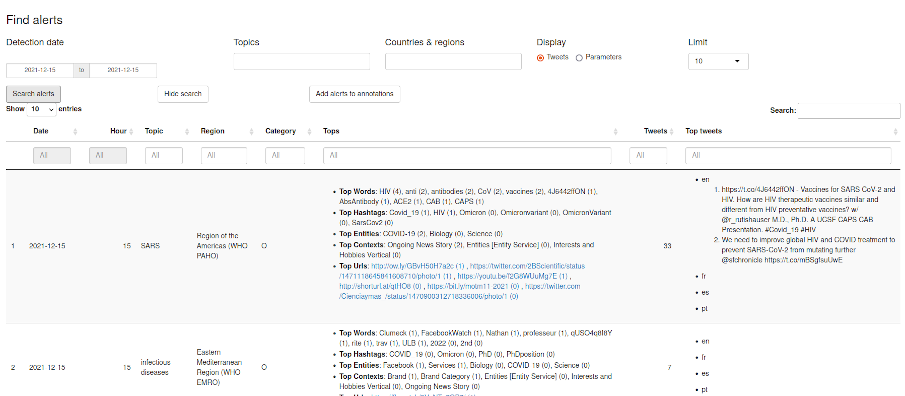 Find alerts
Detection date
Topics
Countries & regions
Display
Limit
Tweets
Parameters
10
2021-12-15 to 2021-12-15
Search alerts
Hide search
Add alerts to annotations
Show 10 entries
Search:
Date Hour Topic Region Category Tops Tweets Top tweets
All All All All All All All All
1 2021-12-15 15 SARS
Region of the
Americas (WHO
PAHO)
O
Top Words: HIV (4), anti (2), antibodies (2), CoV (2), vaccines (2), 4J6442ffON (1),
AbsAntibody (1), ACE2 (1), CAB (1), CAPS (1)
Top Hashtags: Covid_19 (1), HIV (1), Omicron (0), Omicronvariant (0), OmicronVariant
(0), SarsCov2 (0)
Top Entities: COVID-19 (2), Biology (0), Science (0)
Top Contexts: Ongoing News Story (2), Entities [Entity Service] (0), Interests and
Hobbies Vertical (0)
Top Urls: http://ow.ly/GBvH50H7a2c (1) , https://twitter.com/2BScientific/status
/1471118645841608710/photo/1 (1) , https://youtu.be/f2G8WUuMg7E (1) ,
http://shorturl.at/qtHO8 (0) , https://bit.ly/motm11-2021 (0) , https://twitter.com
/Cienciaymas_/status/1470900312718336006/photo/1 (0)
33
en
1. https://t.co/4J6442ffON - Vaccines for SARS CoV-2 and
HIV. How are HIV therapeutic vaccines similar and
different from HIV preventative vaccines? w/
@r_rutishauser M.D., Ph.D. A UCSF CAPS CAB
Presentation. #Covid_19 #HIV
2. We need to improve global HIV and COVID treatment to
prevent SARS-CoV-2 from mutating further
@sfchronicle https://t.co/mBSgfsuUwE
fr
es
pt
2 2021-12-15 15
infectious
diseases
Eastern
Mediterranean
Region (WHO
EMRO)
O
Top Words: Clumeck (1), FacebookWatch (1), Nathan (1), professeur (1), qUSO4q8f8Y
(1), rite (1), trav (1), ULB (1), 2022 (0), 2nd (0)
Top Hashtags: COVID_19 (0), Omicron (0), PhD (0), PhDposition (0)
Top Entities: Facebook (1), Services (1), Biology (0), COVID-19 (0), Science (0)
Top Contexts: Brand (1), Brand Category (1), Entities [Entity Service] (0), Interests and
Hobbies Vertical (0), Ongoing News Story (0)
7
en
fr
es
pt